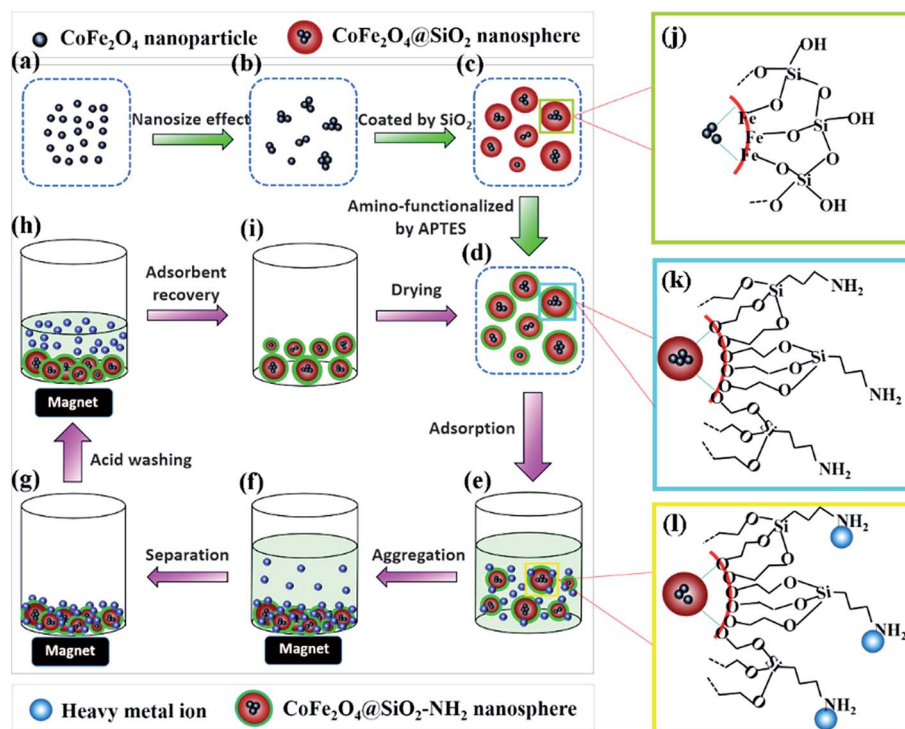 CoFe₂O₄ nanoparticle
CoFe₂O₄@SiO₂ nanosphere
(a)
(b)
(c)
Nanosize effect
Coated by SiO₂
Amino-functionalized
by APTES
(h)
(i)
(d)
Adsorbent
recovery
Drying
Magnet
Acid washing
Adsorption
(g)
(f)
(e)
Separation
Aggregation
Magnet
Magnet
Heavy metal ion
CoFe₂O₄@SiO₂-NH₂ nanosphere
(j)
OH
Si
O
O
O
Fe
OH
Fe
O
Si
Fe
O
O
Si
O
OH
(k)
O
O
Si
NH₂
O
O
O
O
O
O
O
Si
O
O
O
NH₂
O
O
Si
O
O
NH₂
(l)
O
O
Si
NH₂
O
O
O
O
O
O
O
Si
O
O
O
NH₂
O
O
Si
O
O
NH₂